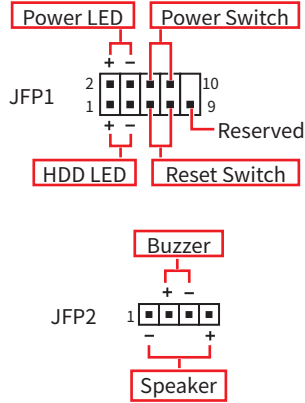 Power LED Power Switch
+ −
2 10
JFP1
1 9
+ − Reserved
HDD LED Reset Switch
Buzzer
+ −
JFP2 1
− +
Speaker